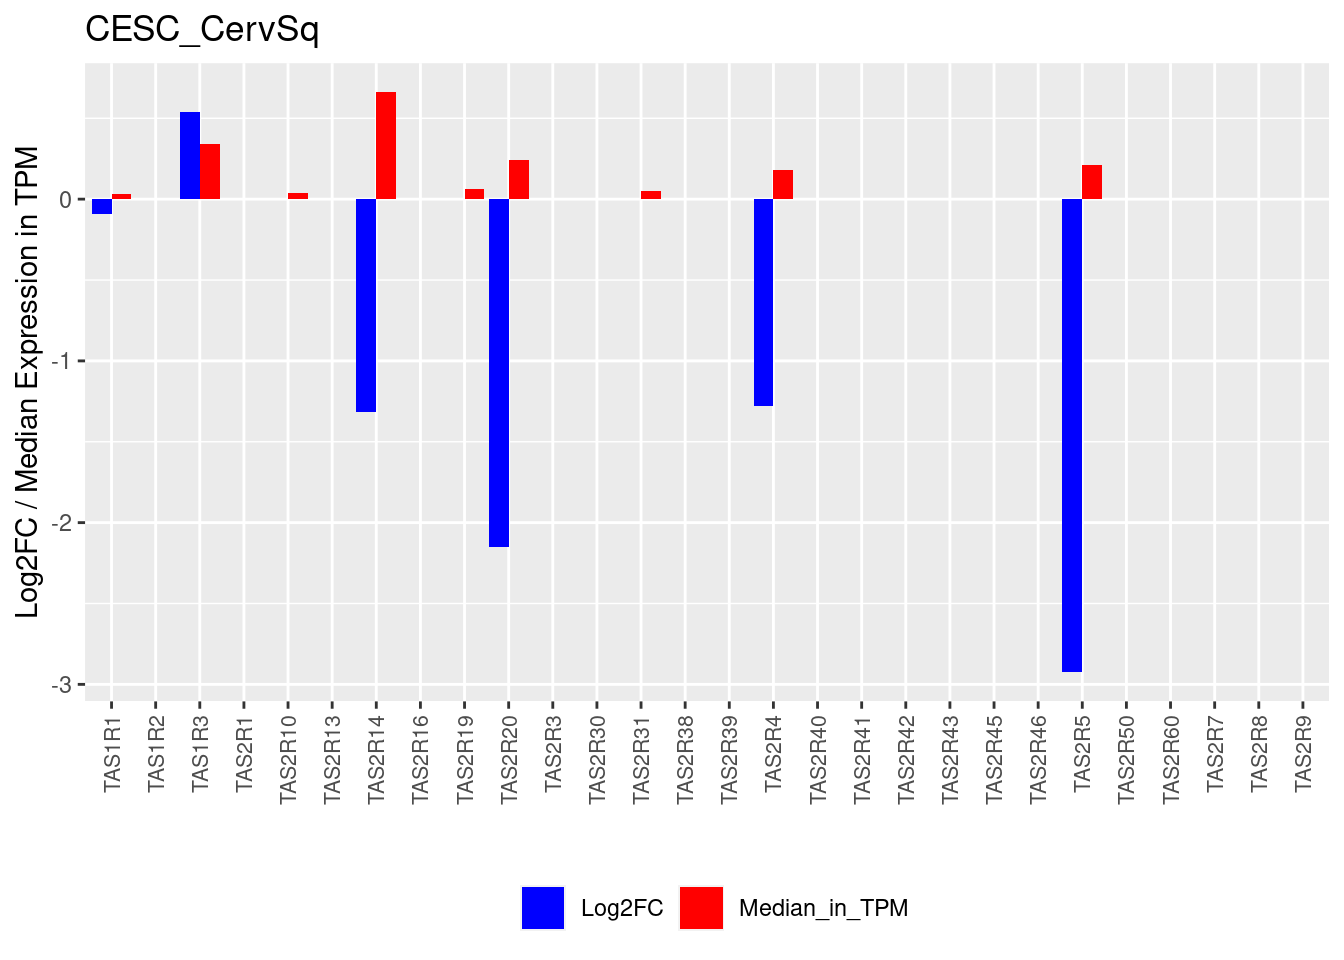 CESC_CervSq
Log2FC / Median Expression in TPM
0
-1
-2
-3
TAS1R1
TAS1R2
TAS1R3
TAS2R1
TAS2R10
TAS2R13
TAS2R14
TAS2R16
TAS2R19
TAS2R20
TAS2R3
TAS2R30
TAS2R31
TAS2R38
TAS2R39
TAS2R4
TAS2R40
TAS2R41
TAS2R42
TAS2R43
TAS2R45
TAS2R46
TAS2R5
TAS2R50
TAS2R60
TAS2R7
TAS2R8
TAS2R9
Log2FC
Median_in_TPM